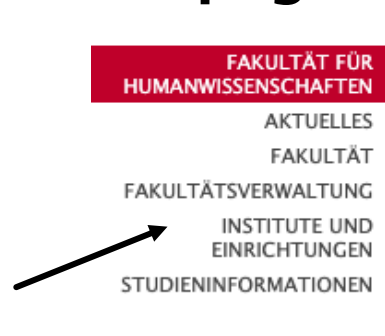 FAKULTÄT FÜR
HUMANWISSENSCHAFTEN
AKTUELLES
FAKULTÄT
FAKULTÄTSVERWALTUNG
INSTITUTE UND
EINRICHTUNGEN
STUDIENINFORMATIONEN